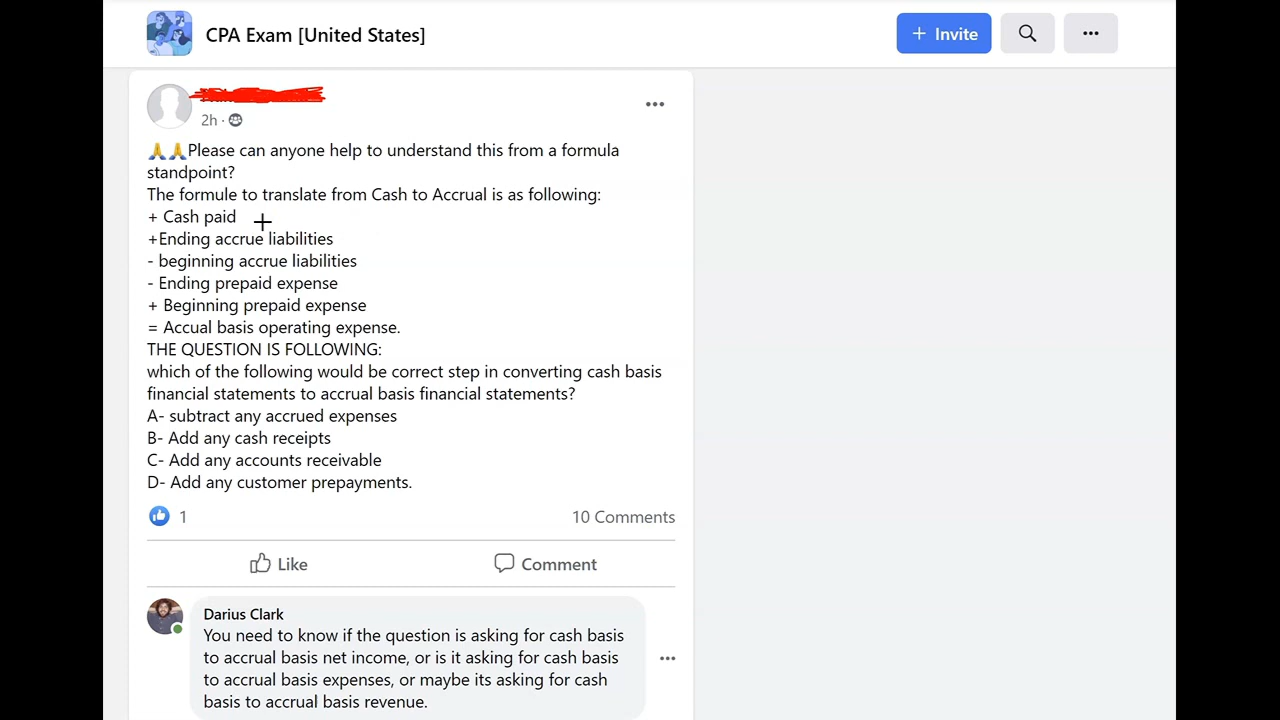 CPA Exam [United States]
+ Invite
2h ·
🙏🙏Please can anyone help to understand this from a formula
standpoint?
The formule to translate from Cash to Accrual is as following:
+ Cash paid
+Ending accrue liabilities
- beginning accrue liabilities
- Ending prepaid expense
+ Beginning prepaid expense
= Accual basis operating expense.
THE QUESTION IS FOLLOWING:
which of the following would be correct step in converting cash basis
financial statements to accrual basis financial statements?
A- subtract any accrued expenses
B- Add any cash receipts
C- Add any accounts receivable
D- Add any customer prepayments.
1
10 Comments
Like
Comment
Darius Clark
You need to know if the question is asking for cash basis
to accrual basis net income, or is it asking for cash basis
to accrual basis expenses, or maybe its asking for cash
basis to accrual basis revenue.